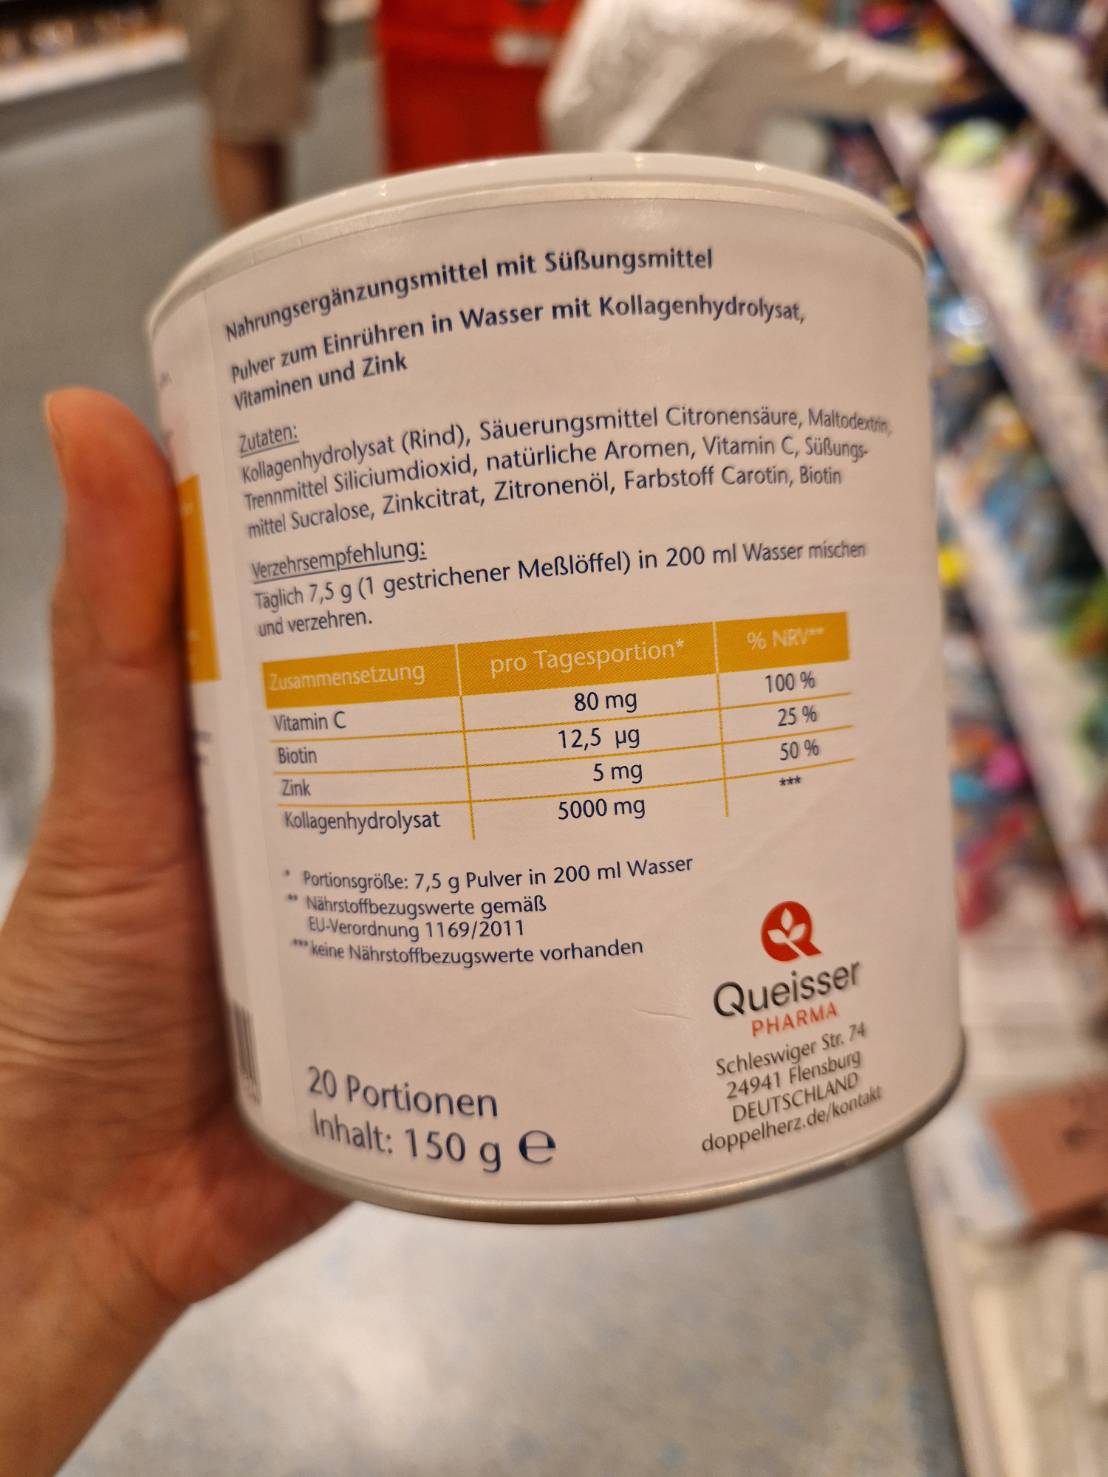 Nahrungsergänzungsmittel mit Süßungsmittel
Pulver zum Einrühren in Wasser mit Kollagenhydrolysat,
Vitaminen und Zink
Zutaten:
Kollagenhydrolysat (Rind), Säuerungsmittel Citronensäure, Maltodextrin,
Trennmittel Siliciumdioxid, natürliche Aromen, Vitamin C, Süßungs-
mittel Sucralose, Zinkcitrat, Zitronenöl, Farbstoff Carotin, Biotin
Verzehrsempfehlung:
Täglich 7,5 g (1 gestrichener Meßlöffel) in 200 ml Wasser mischen
und verzehren.
Zusammensetzung pro Tagesportion* % NRV**
Vitamin C 80 mg 100 %
Biotin 12,5 µg 25 %
Zink 5 mg 50 %
Kollagenhydrolysat 5000 mg ***
* Portionsgröße: 7,5 g Pulver in 200 ml Wasser
** Nährstoffbezugswerte gemäß
EU-Verordnung 1169/2011
*** keine Nährstoffbezugswerte vorhanden
Queisser
PHARMA
Schleswiger Str. 74
24941 Flensburg
DEUTSCHLAND
doppelherz.de/kontakt
20 Portionen
Inhalt: 150 g ℮